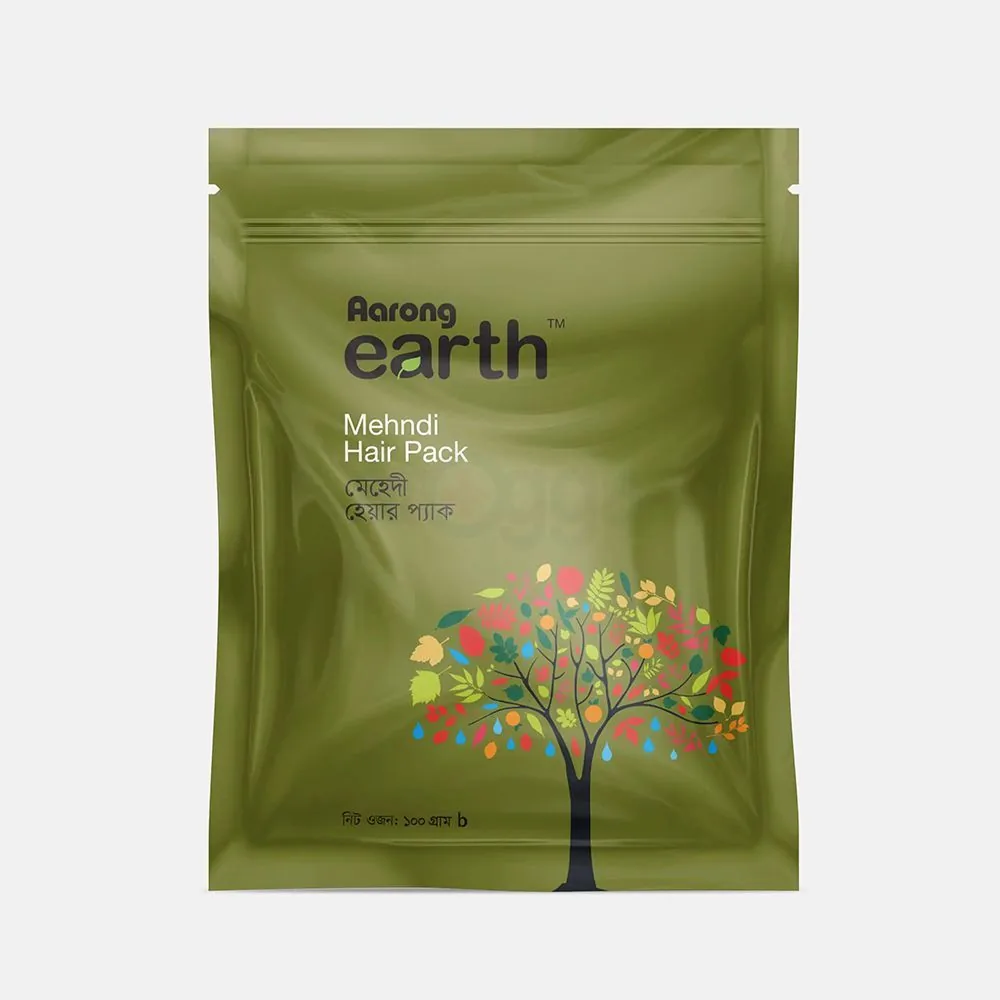 Aarong
earth™
Mehndi
Hair Pack
মেহেদী
হেয়ার প্যাক
নিট ওজন: ১০০ গ্রাম b